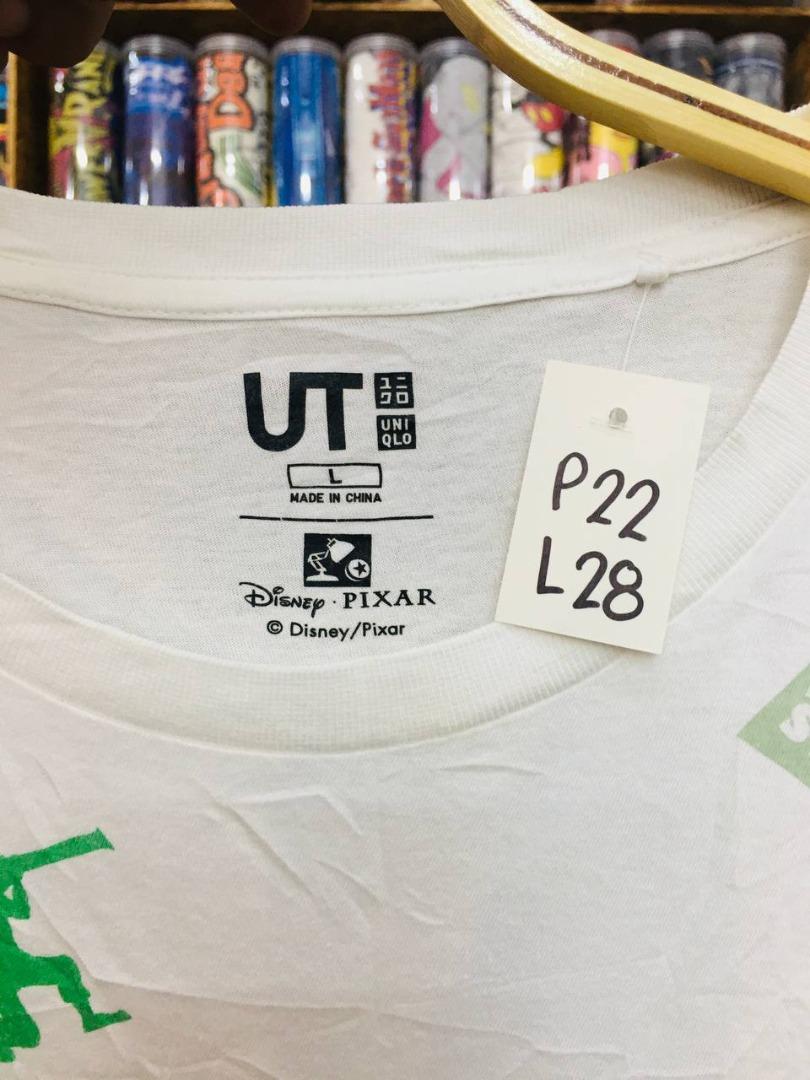 UT
ユニ
クロ
UNI
QLO
L
MADE IN CHINA
Disney · PIXAR
© Disney/Pixar
P22
L28